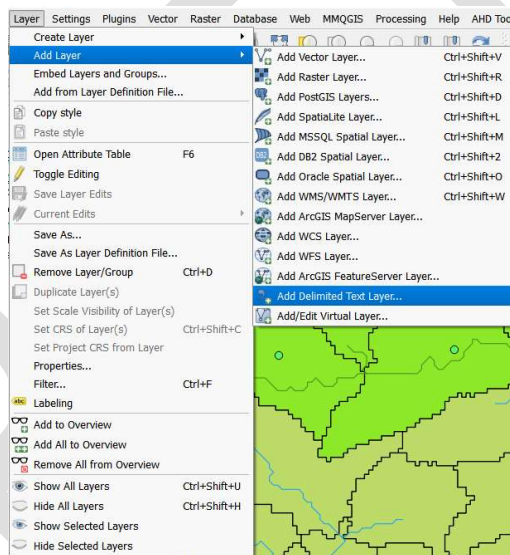 Layer Settings Plugins Vector Raster Database Web MMQGIS Processing Help AHD Too
Create Layer
Add Layer
Embed Layers and Groups...
Add from Layer Definition File...
Copy style
Paste style
Open Attribute Table F6
Toggle Editing
Save Layer Edits
Current Edits
Save As...
Save As Layer Definition File...
Remove Layer/Group Ctrl+D
Duplicate Layer(s)
Set Scale Visibility of Layer(s)
Set CRS of Layer(s) Ctrl+Shift+C
Set Project CRS from Layer
Properties...
Filter... Ctrl+F
abc Labeling
Add to Overview
Add All to Overview
Remove All from Overview
Show All Layers Ctrl+Shift+U
Hide All Layers Ctrl+Shift+H
Show Selected Layers
Hide Selected Layers
Add Vector Layer... Ctrl+Shift+V
Add Raster Layer... Ctrl+Shift+R
Add PostGIS Layers... Ctrl+Shift+D
Add SpatiaLite Layer... Ctrl+Shift+L
Add MSSQL Spatial Layer... Ctrl+Shift+M
DB2 Add DB2 Spatial Layer... Ctrl+Shift+2
Add Oracle Spatial Layer... Ctrl+Shift+O
Add WMS/WMTS Layer... Ctrl+Shift+W
Add ArcGIS MapServer Layer...
Add WCS Layer...
Add WFS Layer...
Add ArcGIS FeatureServer Layer...
Add Delimited Text Layer...
Add/Edit Virtual Layer...